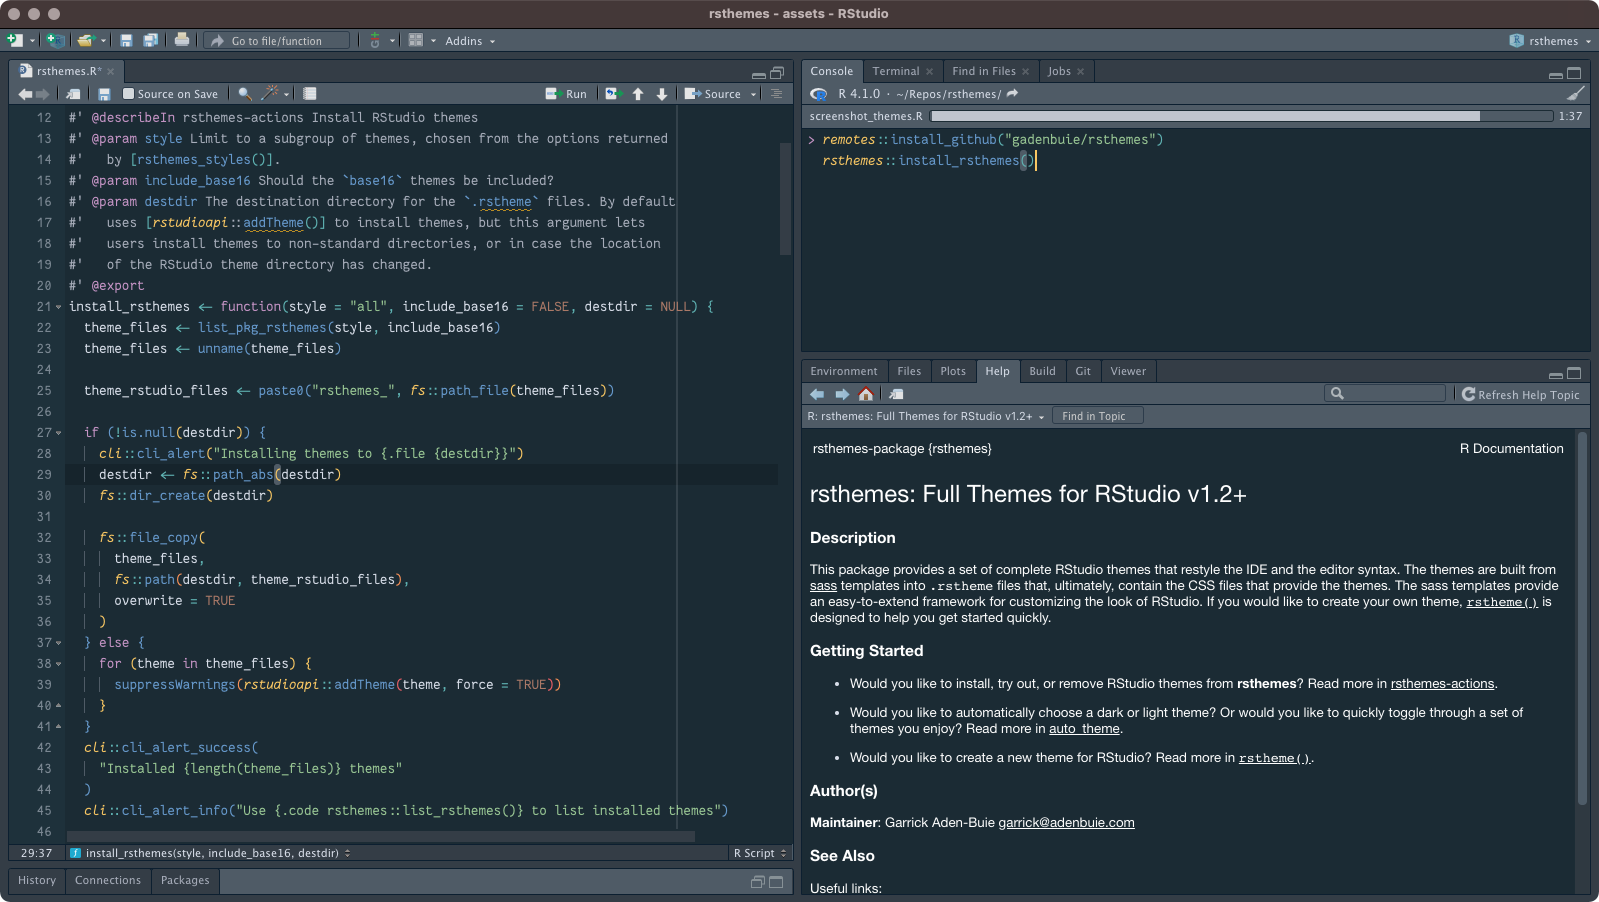 rsthemes - assets - RStudio
Go to file/function
Addins
rsthemes
rsthemes.R*
Source on Save
Run
Source
12 #' @describeIn rsthemes-actions Install RStudio themes
13 #' @param style Limit to a subgroup of themes, chosen from the options returned
14 #'   by [rsthemes_styles()].
15 #' @param include_base16 Should the `base16` themes be included?
16 #' @param destdir The destination directory for the `.rstheme` files. By default
17 #'   uses [rstudioapi::addTheme()] to install themes, but this argument lets
18 #'   users install themes to non-standard directories, or in case the location
19 #'   of the RStudio theme directory has changed.
20 #' @export
21 install_rsthemes <- function(style = "all", include_base16 = FALSE, destdir = NULL) {
22   theme_files <- list_pkg_rsthemes(style, include_base16)
23   theme_files <- unname(theme_files)
24
25   theme_rstudio_files <- paste0("rsthemes_", fs::path_file(theme_files))
26
27   if (!is.null(destdir)) {
28     cli::cli_alert("Installing themes to {.file {destdir}}")
29     destdir <- fs::path_abs(destdir)
30     fs::dir_create(destdir)
31
32     fs::file_copy(
33       theme_files,
34       fs::path(destdir, theme_rstudio_files),
35       overwrite = TRUE
36     )
37   } else {
38     for (theme in theme_files) {
39       suppressWarnings(rstudioapi::addTheme(theme, force = TRUE))
40     }
41   }
42   cli::cli_alert_success(
43     "Installed {length(theme_files)} themes"
44   )
45   cli::cli_alert_info("Use {.code rsthemes::list_rsthemes()} to list installed themes")
46
29:37 install_rsthemes(style, include_base16, destdir) R Script
History Connections Packages
Console Terminal Find in Files Jobs
R 4.1.0 · ~/Repos/rsthemes/
screenshot_themes.R 1:37
> remotes::install_github("gadenbuie/rsthemes")
rsthemes::install_rsthemes()
Environment Files Plots Help Build Git Viewer
Refresh Help Topic
R: rsthemes: Full Themes for RStudio v1.2+ Find in Topic
rsthemes-package {rsthemes} R Documentation
rsthemes: Full Themes for RStudio v1.2+
Description
This package provides a set of complete RStudio themes that restyle the IDE and the editor syntax. The themes are built from
sass templates into .rstheme files that, ultimately, contain the CSS files that provide the themes. The sass templates provide
an easy-to-extend framework for customizing the look of RStudio. If you would like to create your own theme, rstheme() is
designed to help you get started quickly.
Getting Started
• Would you like to install, try out, or remove RStudio themes from rsthemes? Read more in rsthemes-actions.
• Would you like to automatically choose a dark or light theme? Or would you like to quickly toggle through a set of
themes you enjoy? Read more in auto_theme.
• Would you like to create a new theme for RStudio? Read more in rstheme().
Author(s)
Maintainer: Garrick Aden-Buie garrick@adenbuie.com
See Also
Useful links: